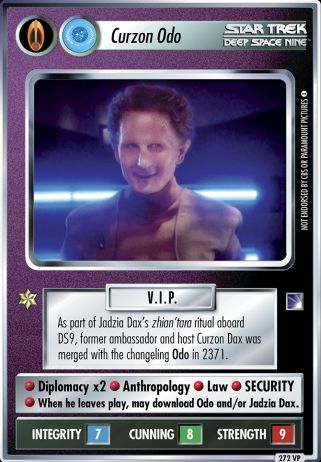 Curzon Odo
STAR TREK
DEEP SPACE NINE
NOT ENDORSED BY CBS OR PARAMOUNT PICTURES
V.I.P.
As part of Jadzia Dax's zhian'tara ritual aboard
DS9, former ambassador and host Curzon Dax was
merged with the changeling Odo in 2371.
Diplomacy x2 Anthropology Law SECURITY
When he leaves play, may download Odo and/or Jadzia Dax.
INTEGRITY 7 CUNNING 8 STRENGTH 9
272 VP